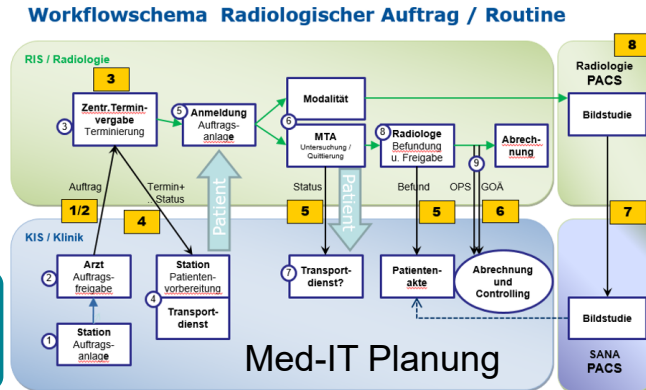 Workflowschema Radiologischer Auftrag / Routine
RIS / Radiologie
8
Radiologie
PACS
3
Zentr.Termin-
vergabe
Terminierung
3
5
Anmeldung
Auftrags-
anlage
Modalität
6
MTA
Untersuchung /
Quittierung
8
Radiologe
Befundung
u. Freigabe
9
Abrech-
nung
Bildstudie
Auftrag
Termin+
..Status
Patient
Status
Patient
Befund
OPS
GOÄ
1/2
4
5
5
6
7
KIS / Klinik
2
Arzt
Auftrags-
freigabe
1
Station
Auftrags-
anlage
Station
Patienten-
vorbereitung
4
Transport-
dienst
7
Transport-
dienst?
Patienten-
akte
Abrechnung
und
Controlling
Bildstudie
SANA
PACS
Med-IT Planung